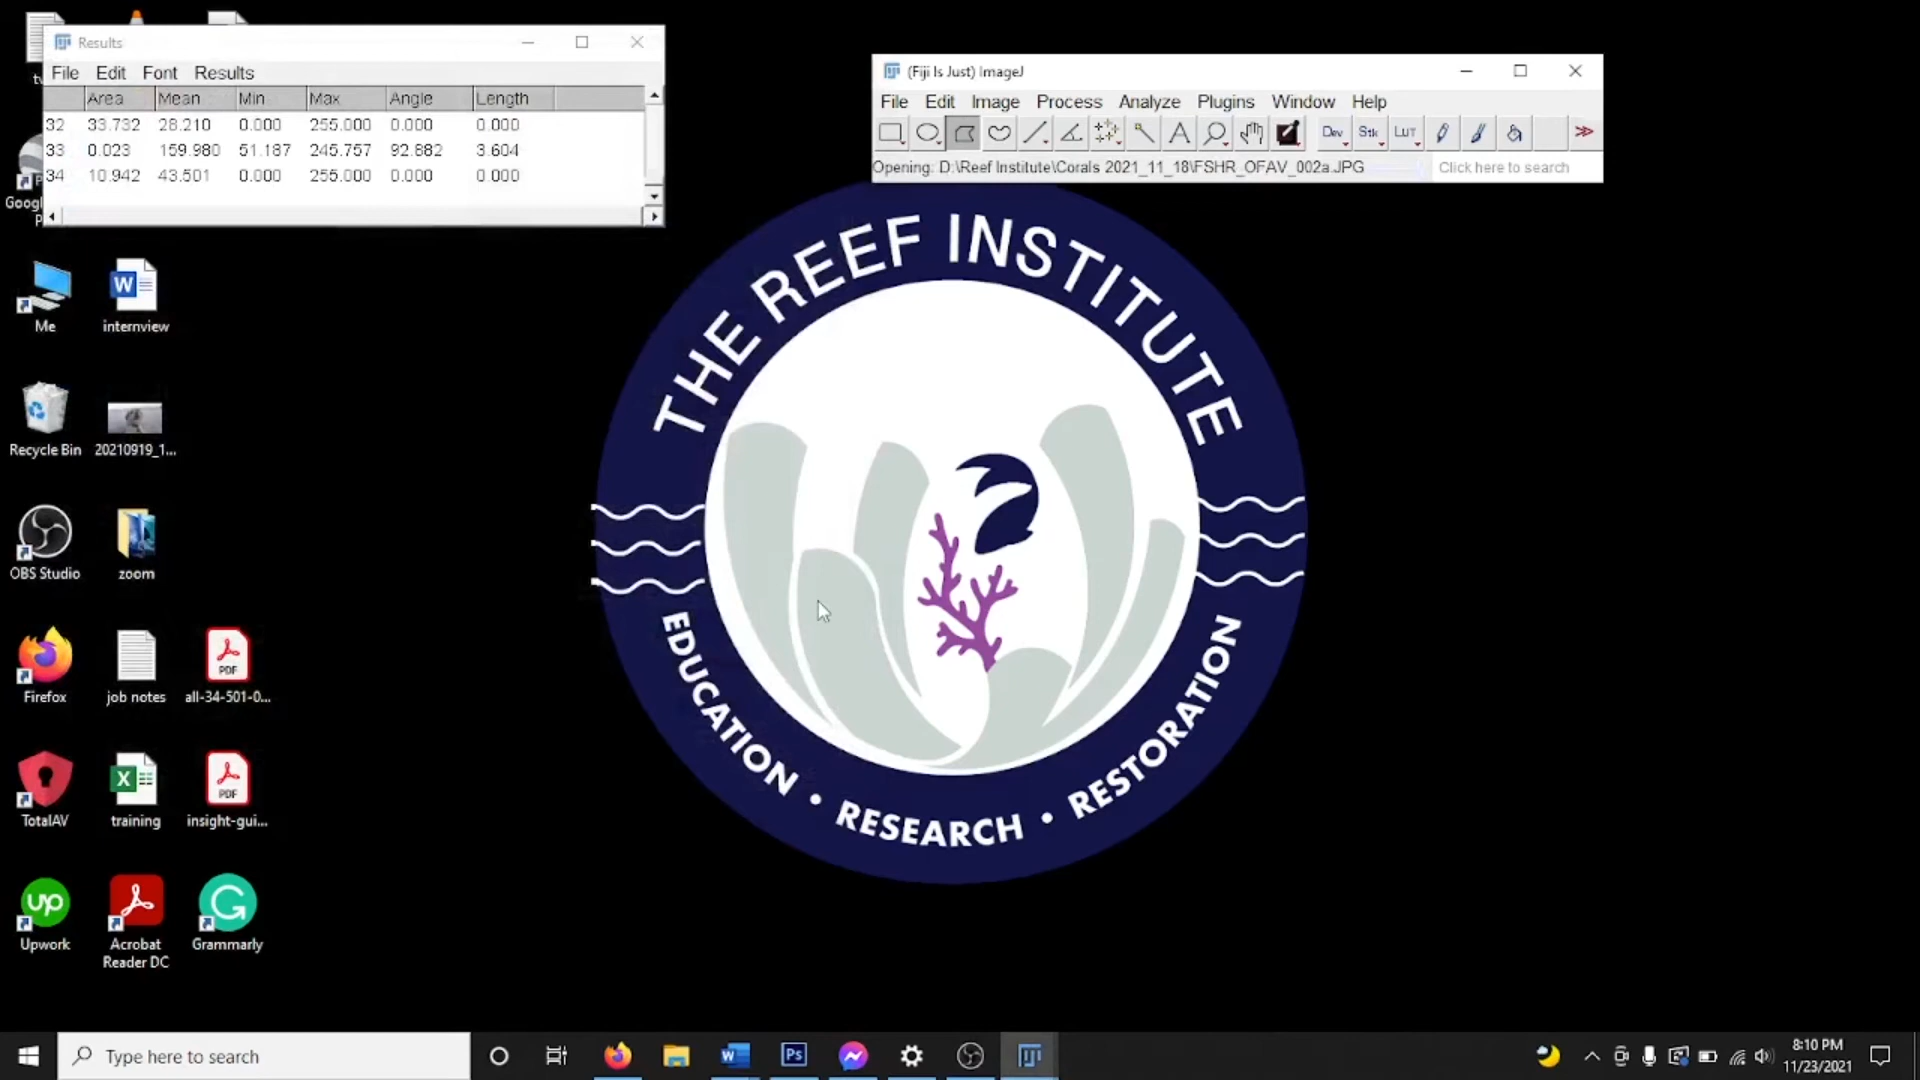 Results
File Edit Font Results
Area Mean Min Max Angle Length
32 33.732 28.210 0.000 255.000 0.000 0.000
33 0.023 159.980 51.187 245.757 92.882 3.604
34 10.942 43.501 0.000 255.000 0.000 0.000
(Fiji Is Just) ImageJ
File Edit Image Process Analyze Plugins Window Help
Dev Stk LUT
Opening: D:\Reef Institute\Corals 2021_11_18\FSHR_OFAV_002a.JPG
Click here to search
THE REEF INSTITUTE
EDUCATION • RESEARCH • RESTORATION
Me
internview
Recycle Bin
20210919_1...
OBS Studio
zoom
Firefox
job notes
PDF
all-34-501-0...
TotalAV
training
PDF
insight-gui...
up
Upwork
Acrobat
Reader DC
Grammarly
Type here to search
Ps
8:10 PM
11/23/2021